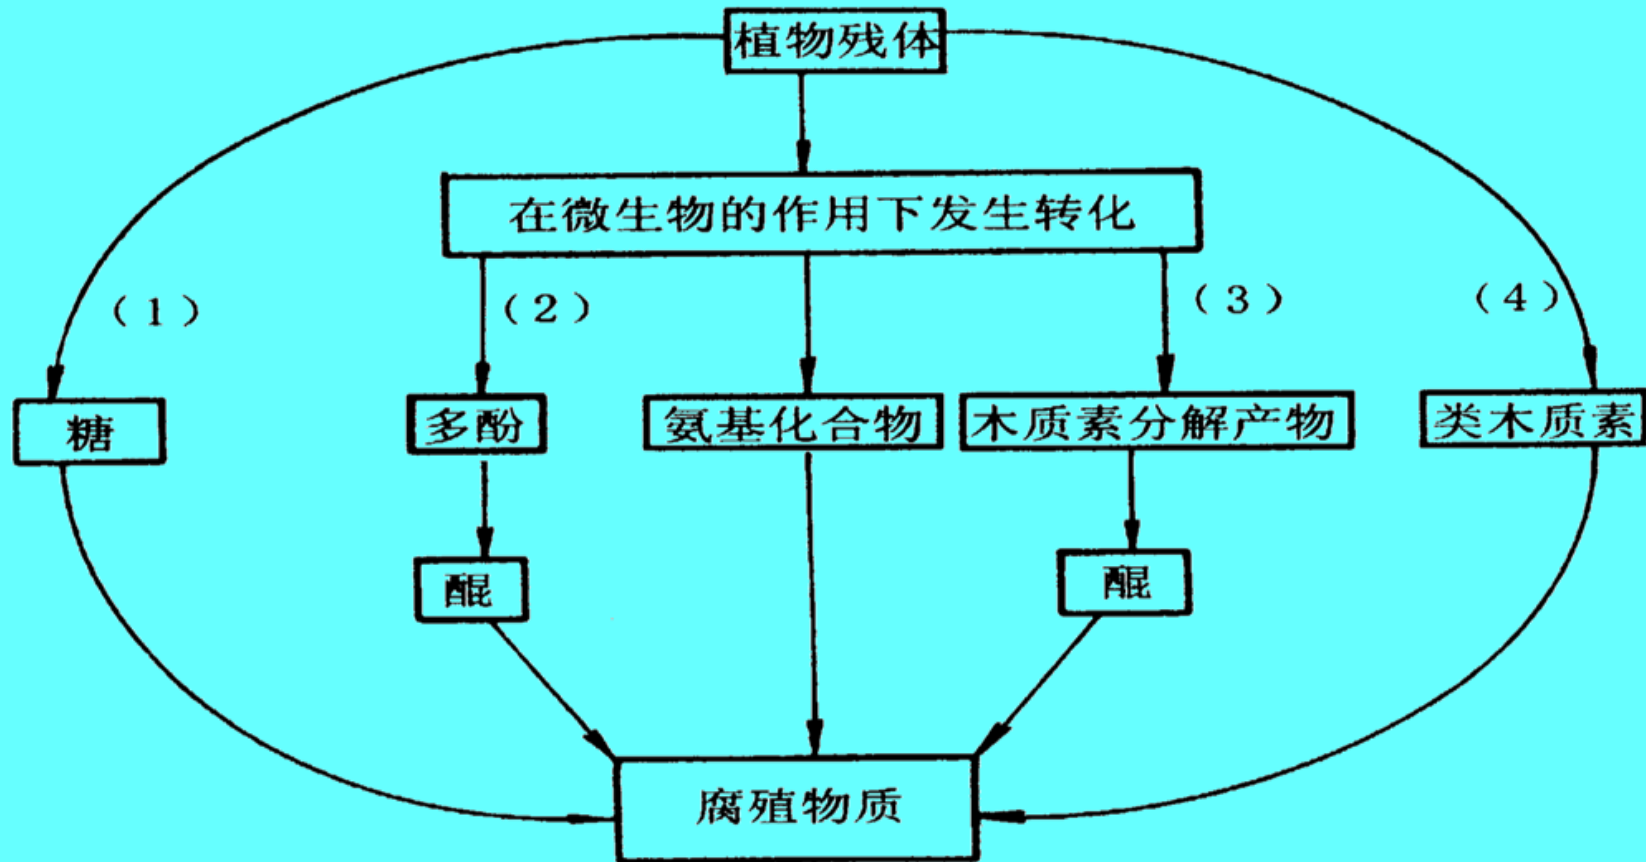 植物残体
在微生物的作用下发生转化
（1）
（2）
（3）
（4）
糖
多酚
氨基化合物
木质素分解产物
类木质素
醌
醌
腐殖物质